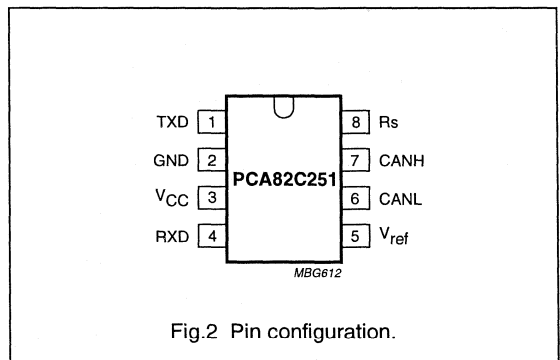 TXD 1 8 Rs
GND 2 7 CANH
PCA82C251
VCC 3 6 CANL
RXD 4 5 Vref
MBG612
Fig.2 Pin configuration.